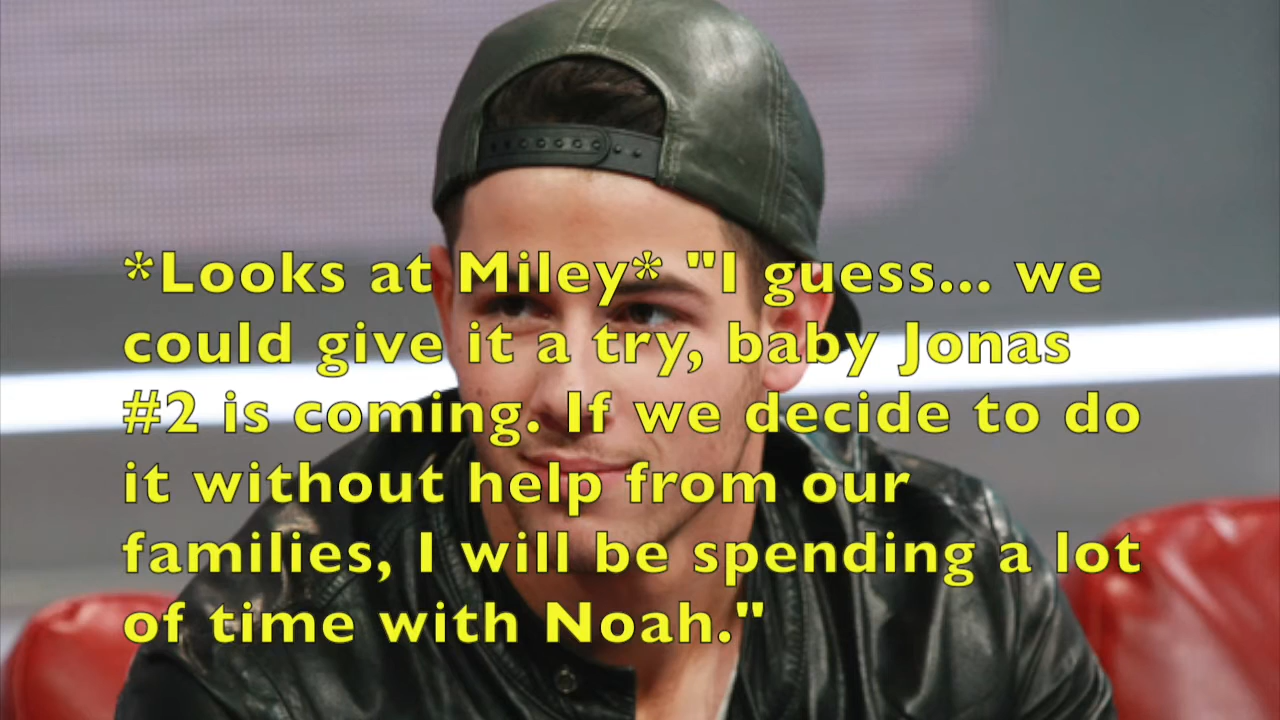 *Looks at Miley* "I guess... we
could give it a try, baby Jonas
#2 is coming. If we decide to do
it without help from our
families, I will be spending a lot
of time with Noah."